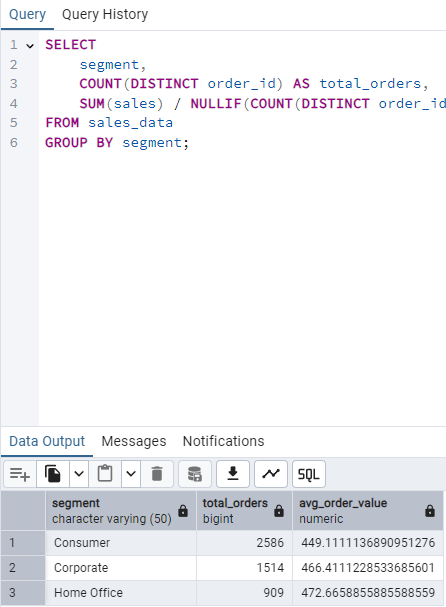 Query Query History
1 SELECT
2 segment,
3 COUNT(DISTINCT order_id) AS total_orders,
4 SUM(sales) / NULLIF(COUNT(DISTINCT order_id
5 FROM sales_data
6 GROUP BY segment;
Data Output Messages Notifications
SQL
segment total_orders avg_order_value
character varying (50) bigint numeric
1 Consumer 2586 449.1111136890951276
2 Corporate 1514 466.4111228533685601
3 Home Office 909 472.6658855885588559